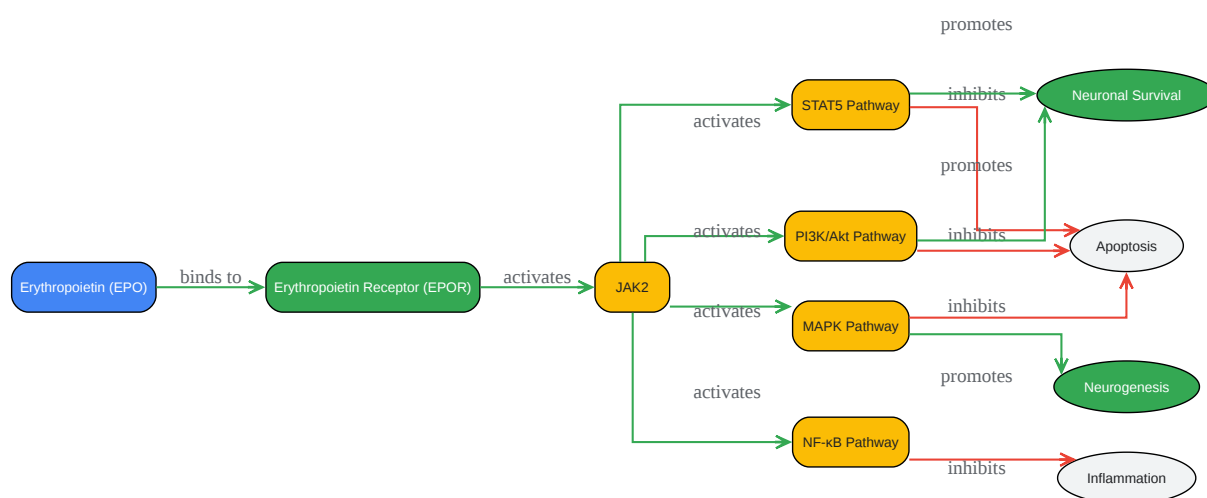 promotes
Neuronal Survival
inhibits
STAT5 Pathway
activates
promotes
activates
PI3K/Akt Pathway
inhibits
Apoptosis
Erythropoietin (EPO)
binds to
Erythropoietin Receptor (EPOR)
activates
JAK2
activates
MAPK Pathway
inhibits
promotes
Neurogenesis
activates
NF-κB Pathway
inhibits
Inflammation